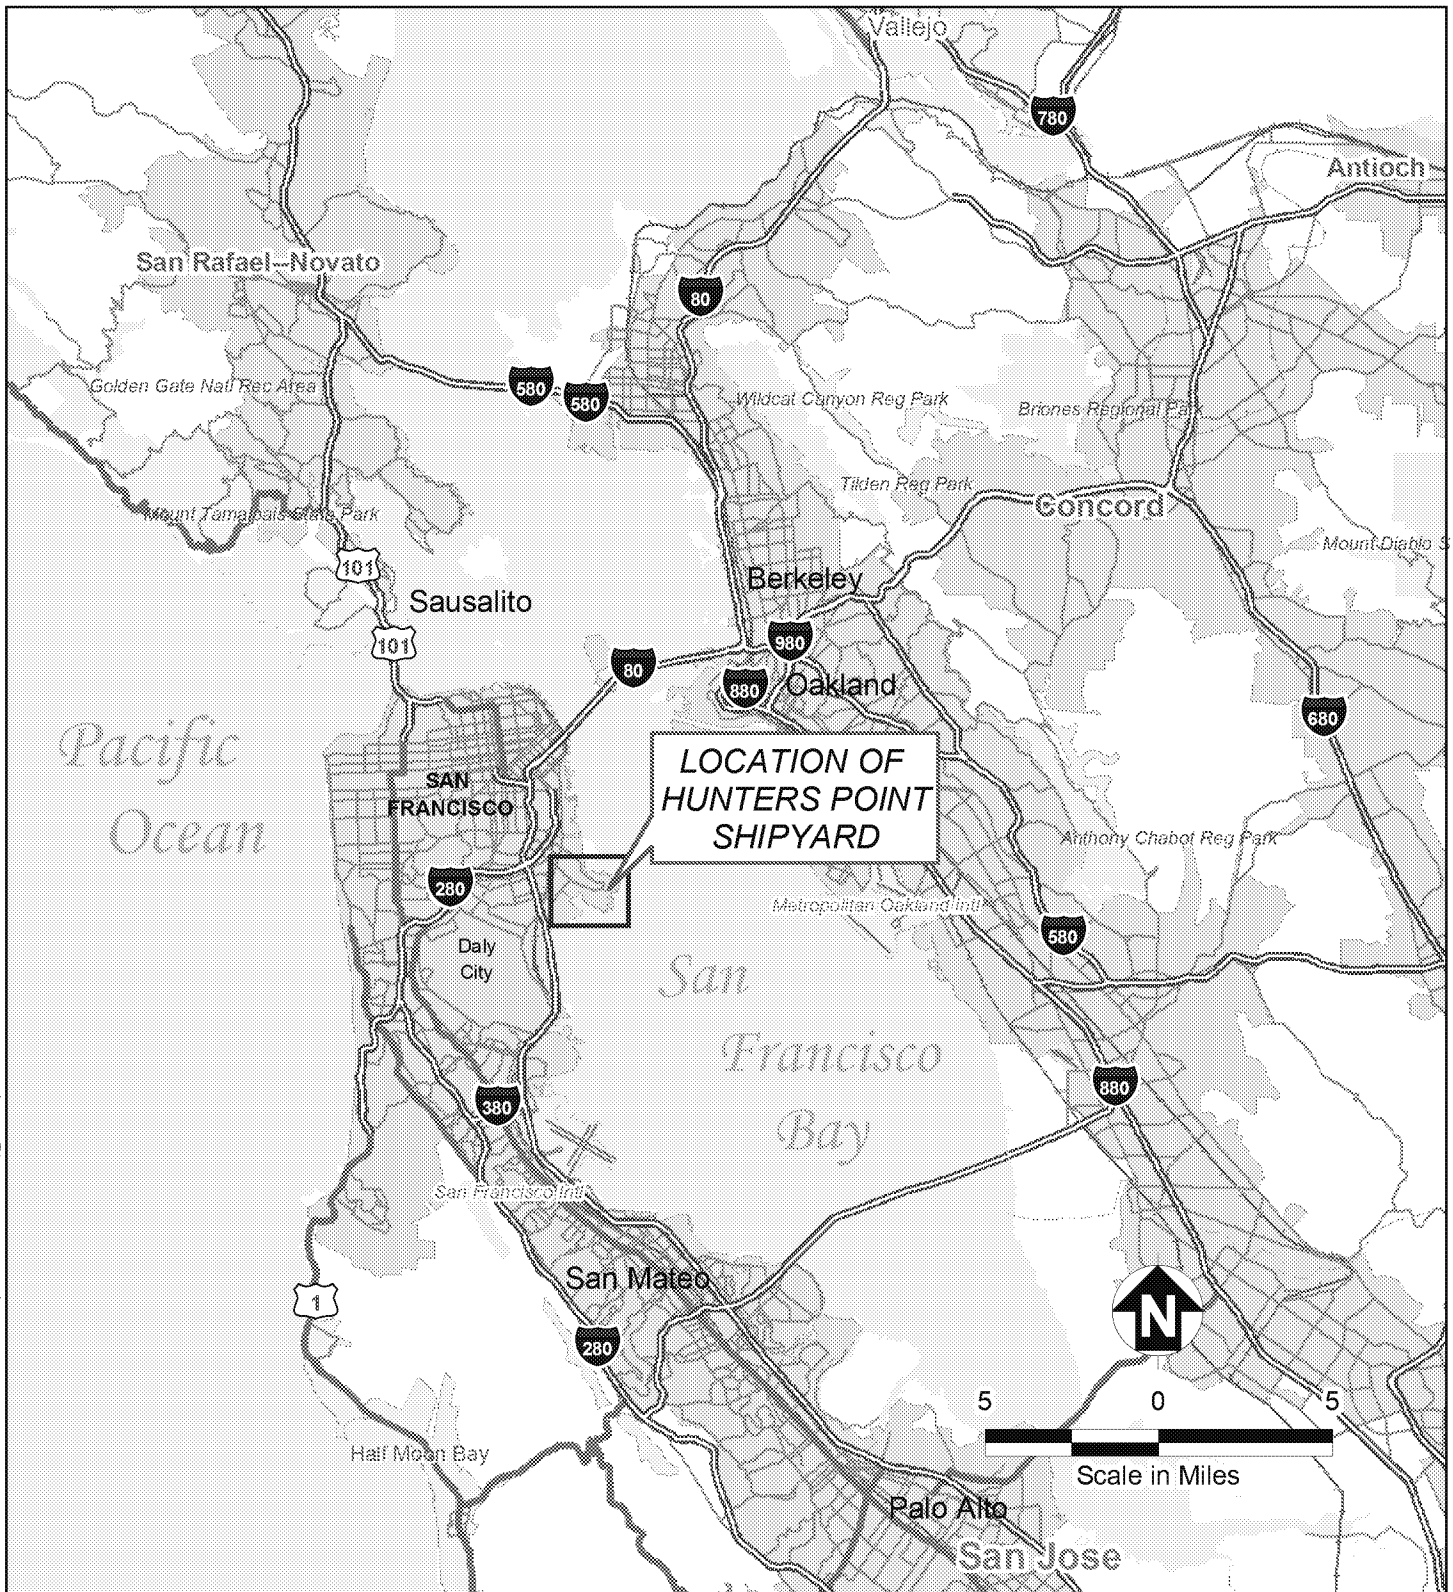 Vallejo
780
Antioch
San Rafael–Novato
80
Golden Gate Natl Rec Area
580
580
Wildcat Canyon Reg Park
Briones Regional Park
Tilden Reg Park
Concord
Mount Tamalpais State Park
Mount Diablo S
101
Berkeley
Sausalito
101
980
80
880
Oakland
680
Pacific
Ocean
SAN
FRANCISCO
LOCATION OF
HUNTERS POINT
SHIPYARD
Anthony Chabot Reg Park
280
Metropolitan Oakland Intl
580
Daly
City
San
Francisco
Bay
880
380
San Francisco Intl
San Mateo
1
N
280
5 0 5
Scale in Miles
Half Moon Bay
Palo Alto
San Jose